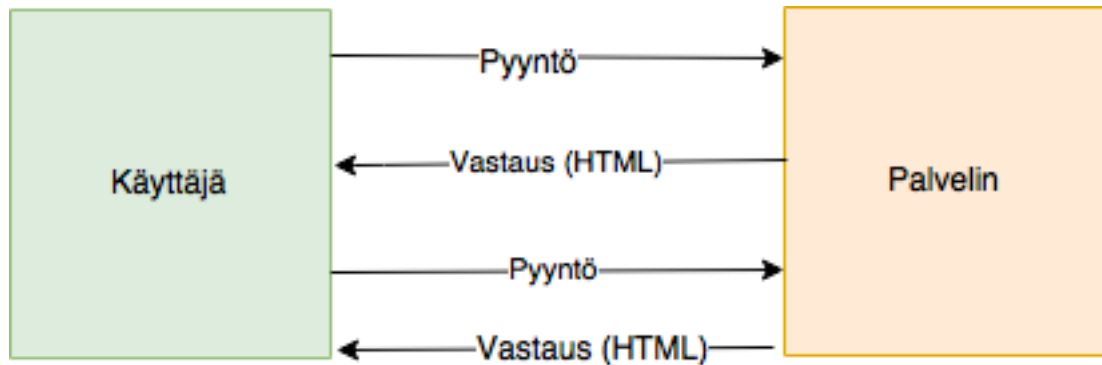 Pyyntö
Vastaus (HTML)
Käyttäjä
Palvelin
Pyyntö
Vastaus (HTML)